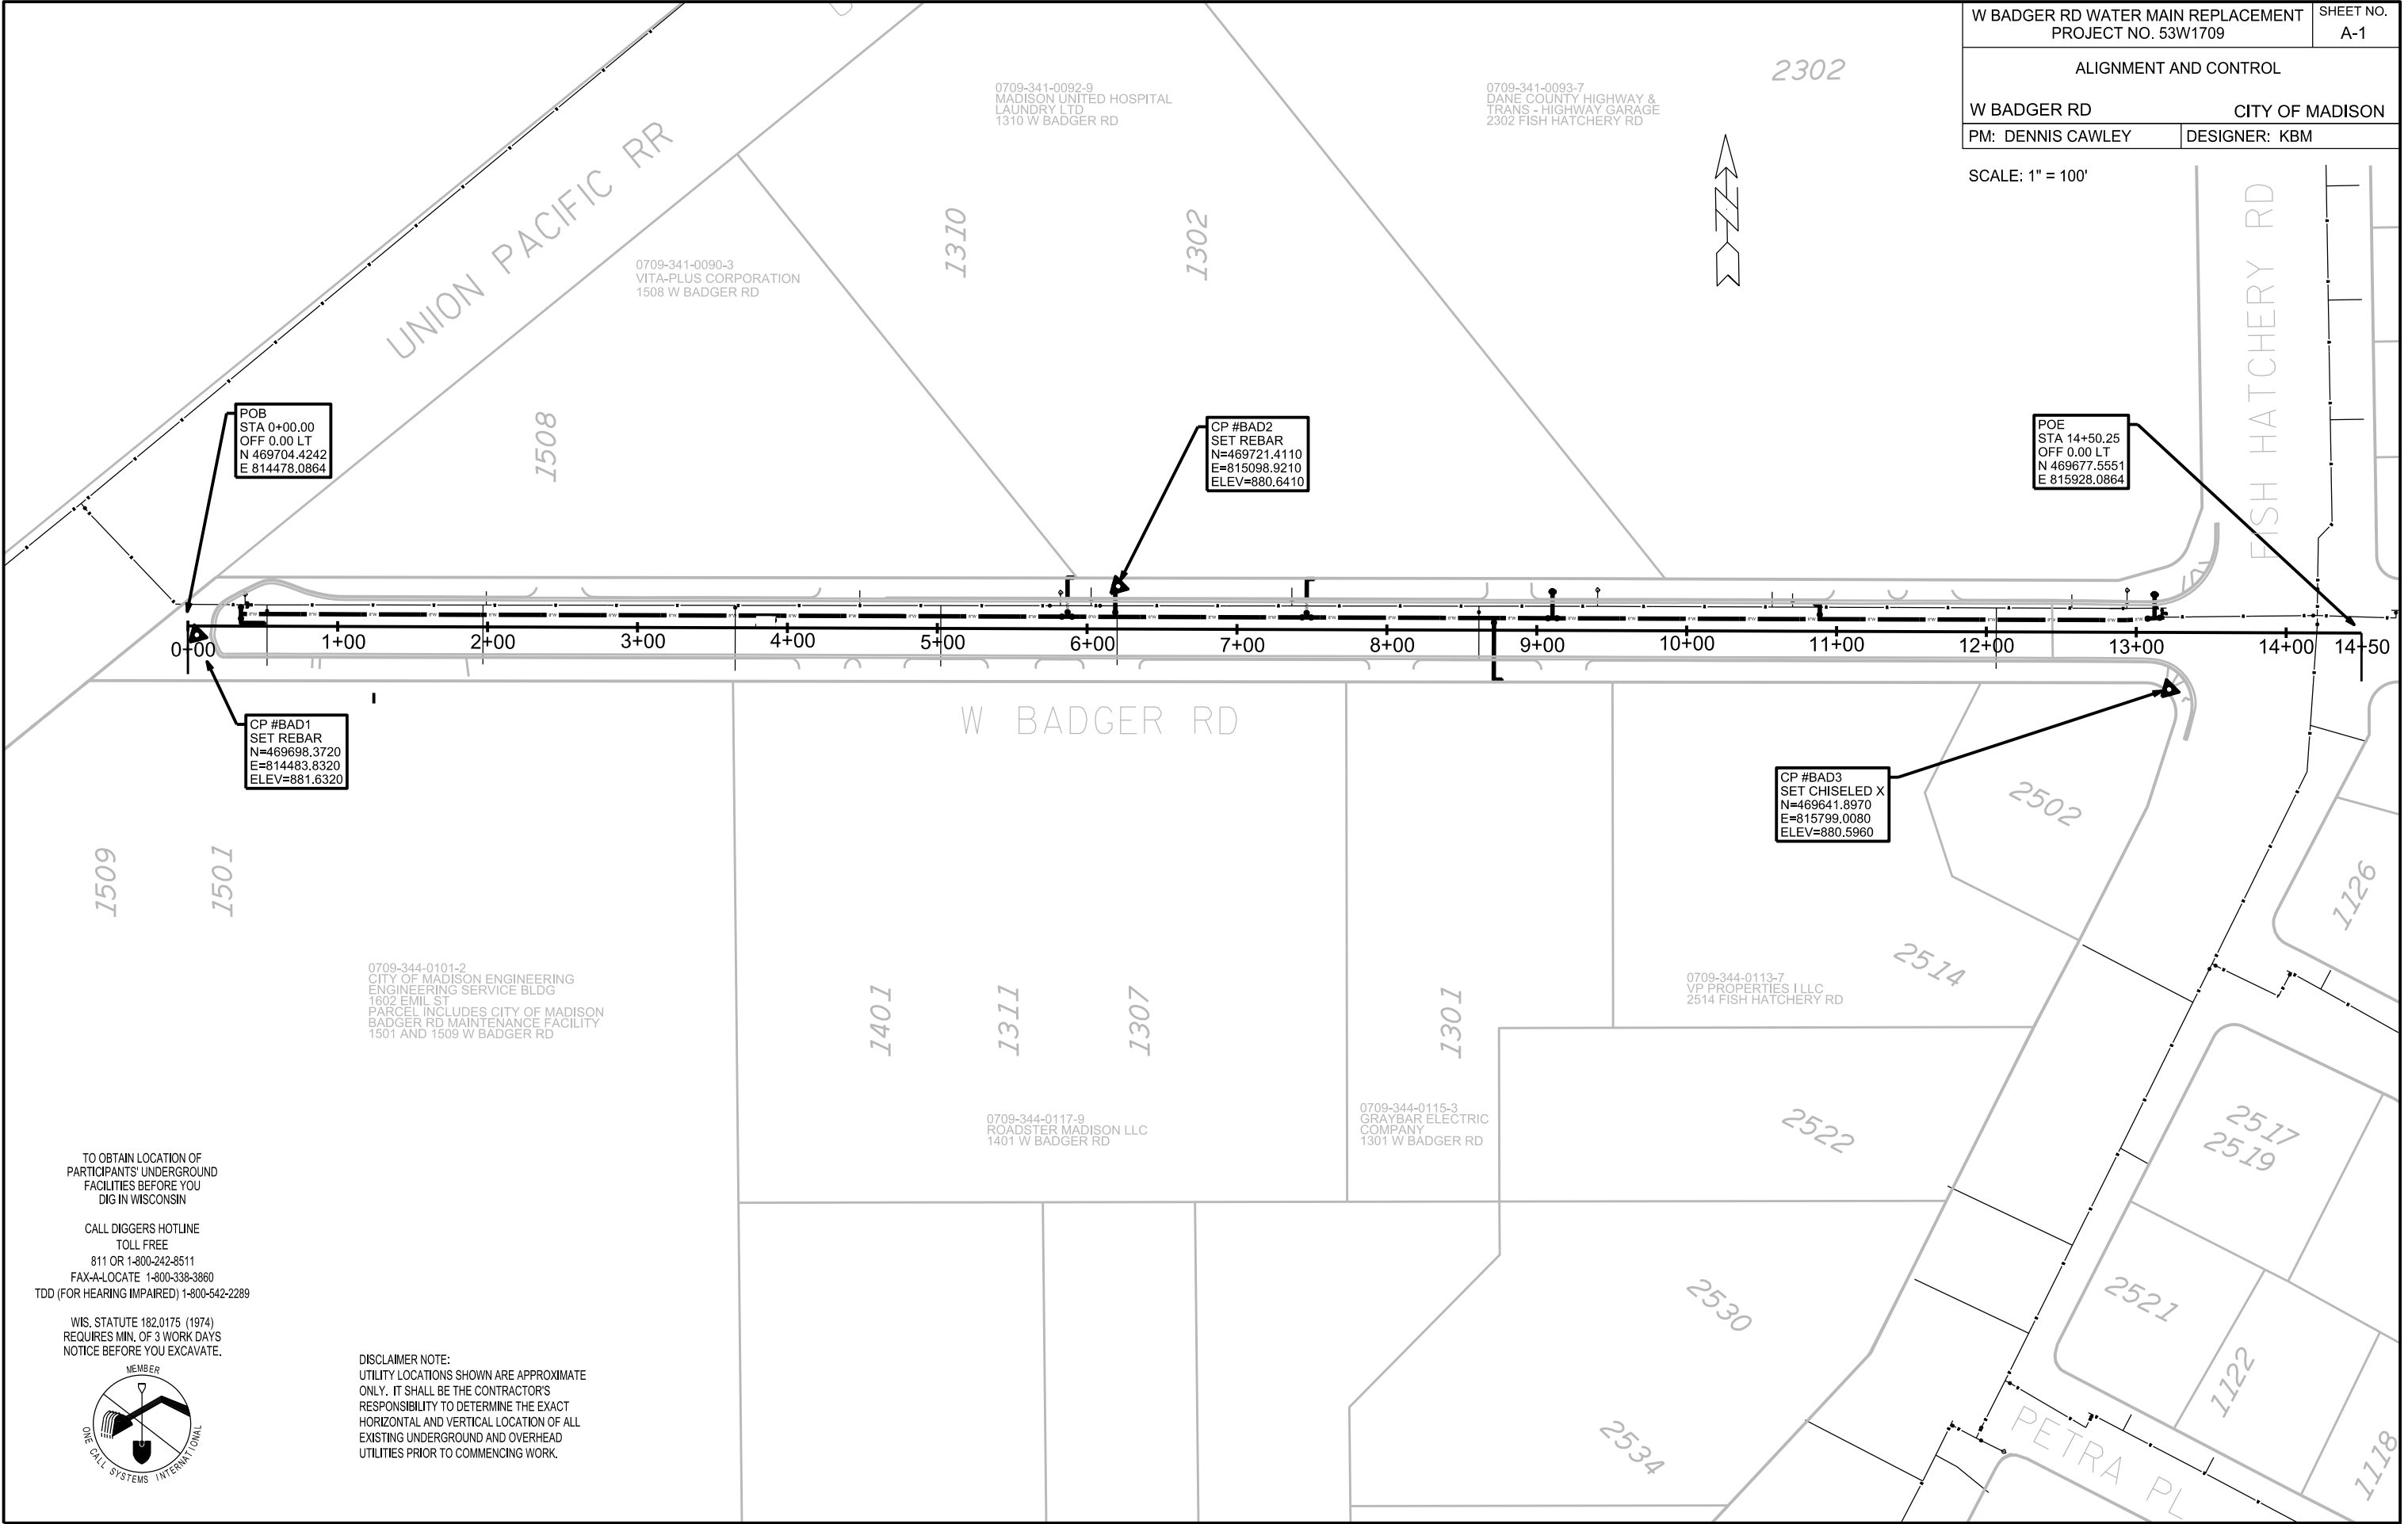 W BADGER RD WATER MAIN REPLACEMENT
PROJECT NO. 53W1709
SHEET NO.
A-1
ALIGNMENT AND CONTROL
W BADGER RD
CITY OF MADISON
PM: DENNIS CAWLEY
DESIGNER: KBM
SCALE: 1" = 100'
2302
0709-341-0092-9
MADISON UNITED HOSPITAL
LAUNDRY LTD
1310 W BADGER RD
0709-341-0093-7
DANE COUNTY HIGHWAY &
TRANS - HIGHWAY GARAGE
2302 FISH HATCHERY RD
UNION PACIFIC RR
0709-341-0090-3
VITA-PLUS CORPORATION
1508 W BADGER RD
1310
1302
N
FISH HATCHERY RD
1508
POB
STA 0+00.00
OFF 0.00 LT
N 469704.4242
E 814478.0864
CP #BAD2
SET REBAR
N=469721.4110
E=815098.9210
ELEV=880.6410
POE
STA 14+50.25
OFF 0.00 LT
N 469677.5551
E 815928.0864
0+00
1+00
2+00
3+00
4+00
5+00
6+00
7+00
8+00
9+00
10+00
11+00
12+00
13+00
14+00
14+50
CP #BAD1
SET REBAR
N=469698.3720
E=814483.8320
ELEV=881.6320
W BADGER RD
CP #BAD3
SET CHISELED X
N=469641.8970
E=815799.0080
ELEV=880.5960
2502
1509
1501
1126
0709-344-0101-2
CITY OF MADISON ENGINEERING
ENGINEERING SERVICE BLDG
1602 EMIL ST
PARCEL INCLUDES CITY OF MADISON
BADGER RD MAINTENANCE FACILITY
1501 AND 1509 W BADGER RD
1401
1311
1307
1301
0709-344-0113-7
VP PROPERTIES I LLC
2514 FISH HATCHERY RD
2514
0709-344-0117-9
ROADSTER MADISON LLC
1401 W BADGER RD
0709-344-0115-3
GRAYBAR ELECTRIC
COMPANY
1301 W BADGER RD
2522
2517
2519
2530
2521
1122
2534
PETRA PL
1118
TO OBTAIN LOCATION OF
PARTICIPANTS' UNDERGROUND
FACILITIES BEFORE YOU
DIG IN WISCONSIN
CALL DIGGERS HOTLINE
TOLL FREE
811 OR 1-800-242-8511
FAX-A-LOCATE 1-800-338-3860
TDD (FOR HEARING IMPAIRED) 1-800-542-2289
WIS. STATUTE 182.0175 (1974)
REQUIRES MIN. OF 3 WORK DAYS
NOTICE BEFORE YOU EXCAVATE.
MEMBER
ONE CALL SYSTEMS INTERNATIONAL
DISCLAIMER NOTE:
UTILITY LOCATIONS SHOWN ARE APPROXIMATE
ONLY. IT SHALL BE THE CONTRACTOR'S
RESPONSIBILITY TO DETERMINE THE EXACT
HORIZONTAL AND VERTICAL LOCATION OF ALL
EXISTING UNDERGROUND AND OVERHEAD
UTILITIES PRIOR TO COMMENCING WORK.